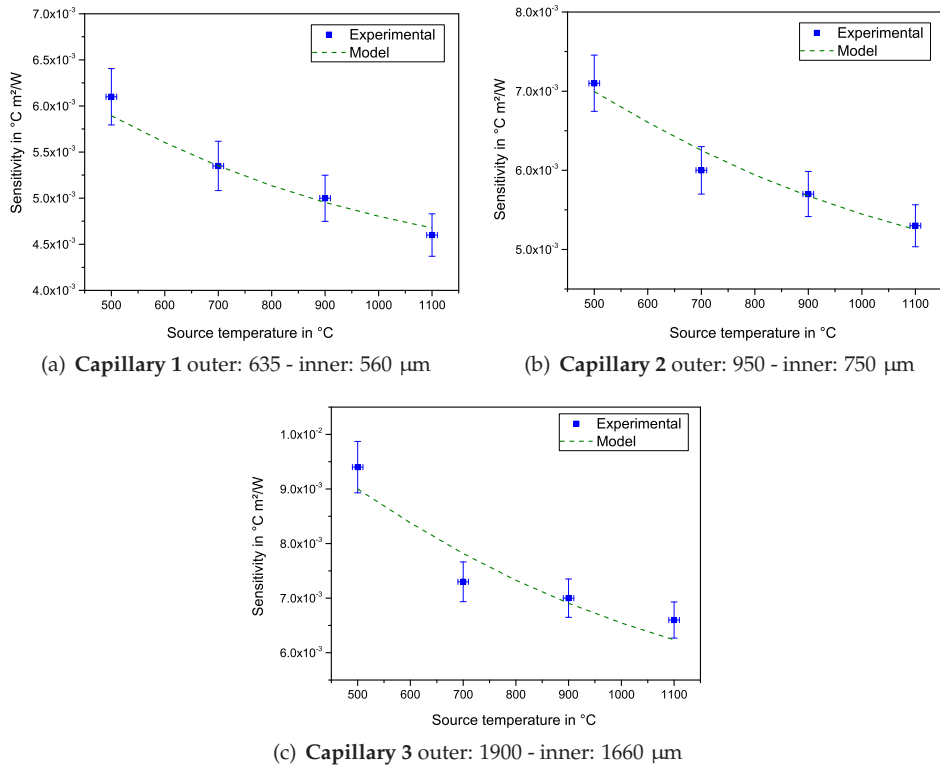 7.0x10⁻³
6.5x10⁻³
6.0x10⁻³
5.5x10⁻³
5.0x10⁻³
4.5x10⁻³
4.0x10⁻³
Sensitivity in °C m²/W
Experimental
Model
500 600 700 800 900 1000 1100
Source temperature in °C
(a) Capillary 1 outer: 635 - inner: 560 μm
8.0x10⁻³
7.0x10⁻³
6.0x10⁻³
5.0x10⁻³
Sensitivity in °C m²/W
Experimental
Model
500 600 700 800 900 1000 1100
Source temperature in °C
(b) Capillary 2 outer: 950 - inner: 750 μm
1.0x10⁻²
9.0x10⁻³
8.0x10⁻³
7.0x10⁻³
6.0x10⁻³
Sensitivity in °C m²/W
Experimental
Model
500 600 700 800 900 1000 1100
Source temperature in °C
(c) Capillary 3 outer: 1900 - inner: 1660 μm